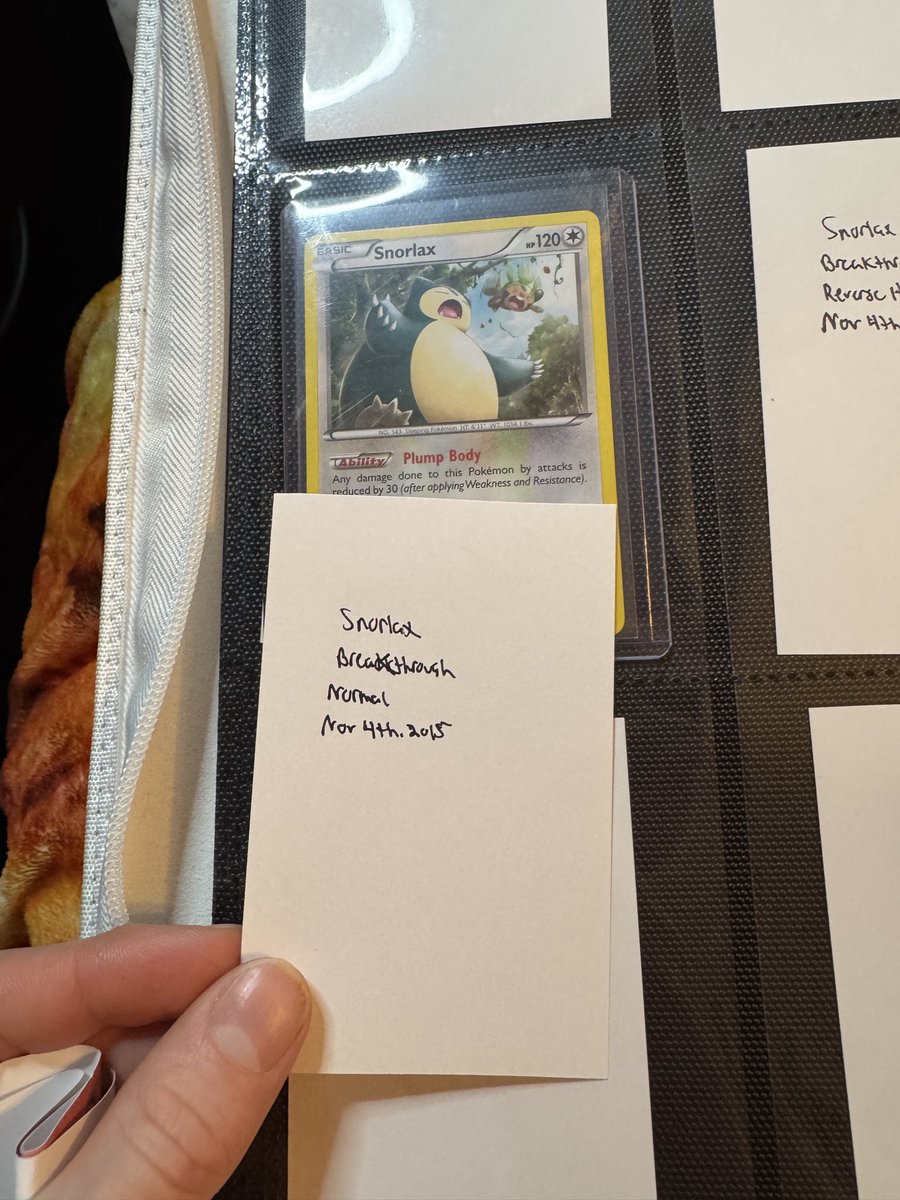 BASIC Snorlax HP120
NO. 143 Sleeping Pokémon HT: 6'11" WT: 1014.1 lbs.
Ability Plump Body
Any damage done to this Pokémon by attacks is
reduced by 30 (after applying Weakness and Resistance).
Snorlax
Breakthrough
Normal
Nov 4th. 2015
Snorlax
Breakthr
Reverse H
Nov 4th